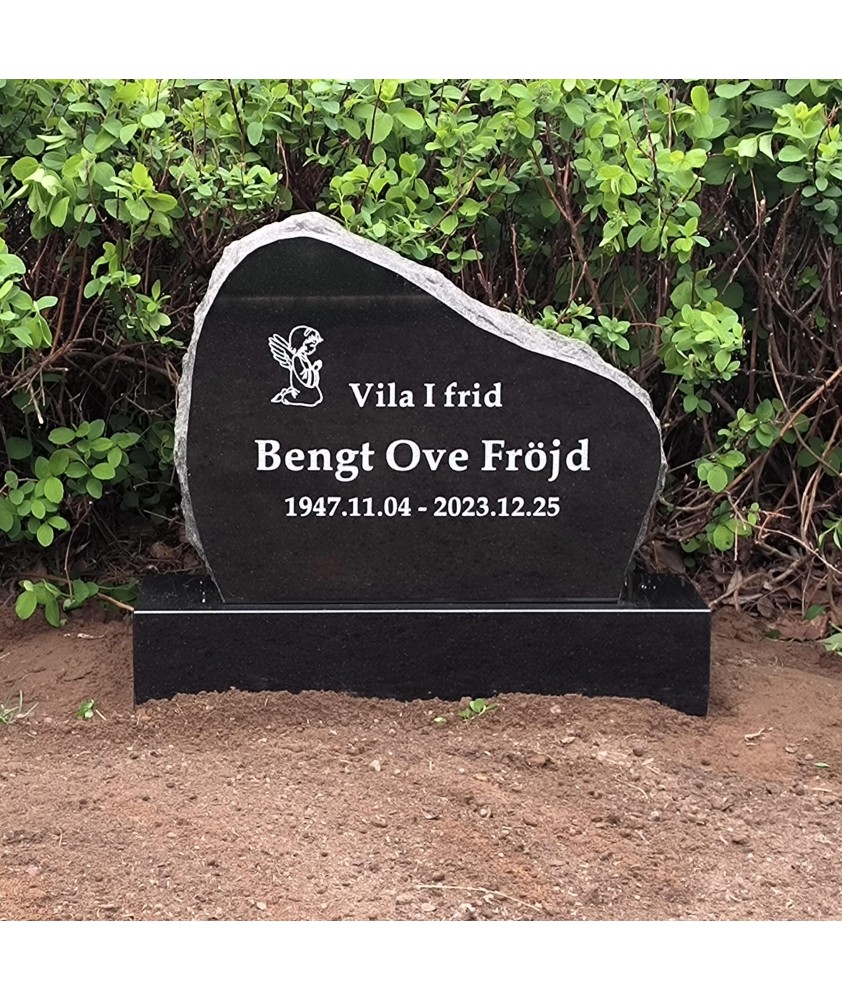 Vila I frid
Bengt Ove Fröjd
1947.11.04 - 2023.12.25